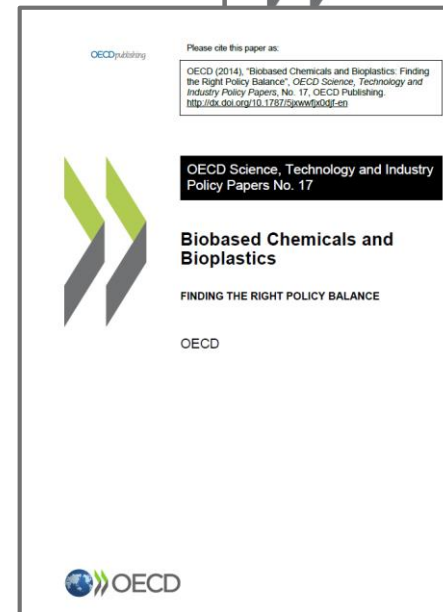 OECDpublishing
Please cite this paper as:
OECD (2014), "Biobased Chemicals and Bioplastics: Finding
the Right Policy Balance", OECD Science, Technology and
Industry Policy Papers, No. 17, OECD Publishing.
http://dx.doi.org/10.1787/5jxwwfjx0djf-en
OECD Science, Technology and Industry
Policy Papers No. 17
Biobased Chemicals and
Bioplastics
FINDING THE RIGHT POLICY BALANCE
OECD
OECD